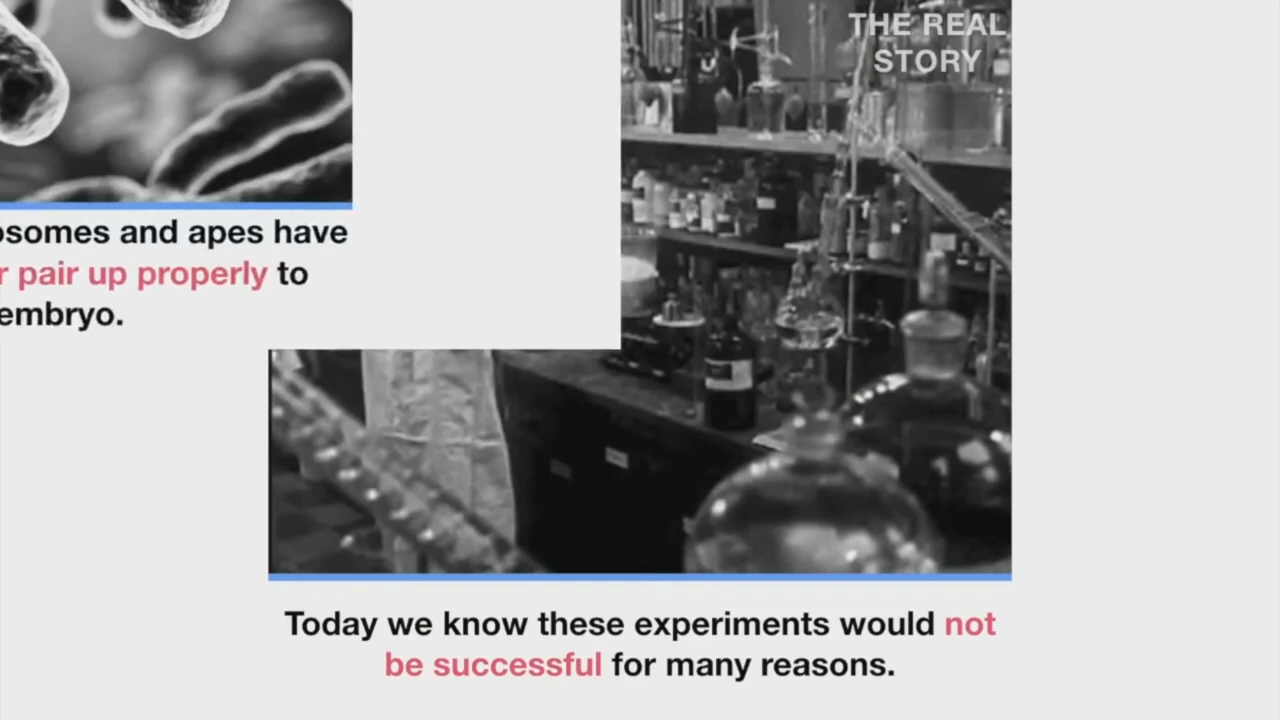 THE REAL
STORY
osomes and apes have
r pair up properly to
embryo.
Today we know these experiments would not
be successful for many reasons.